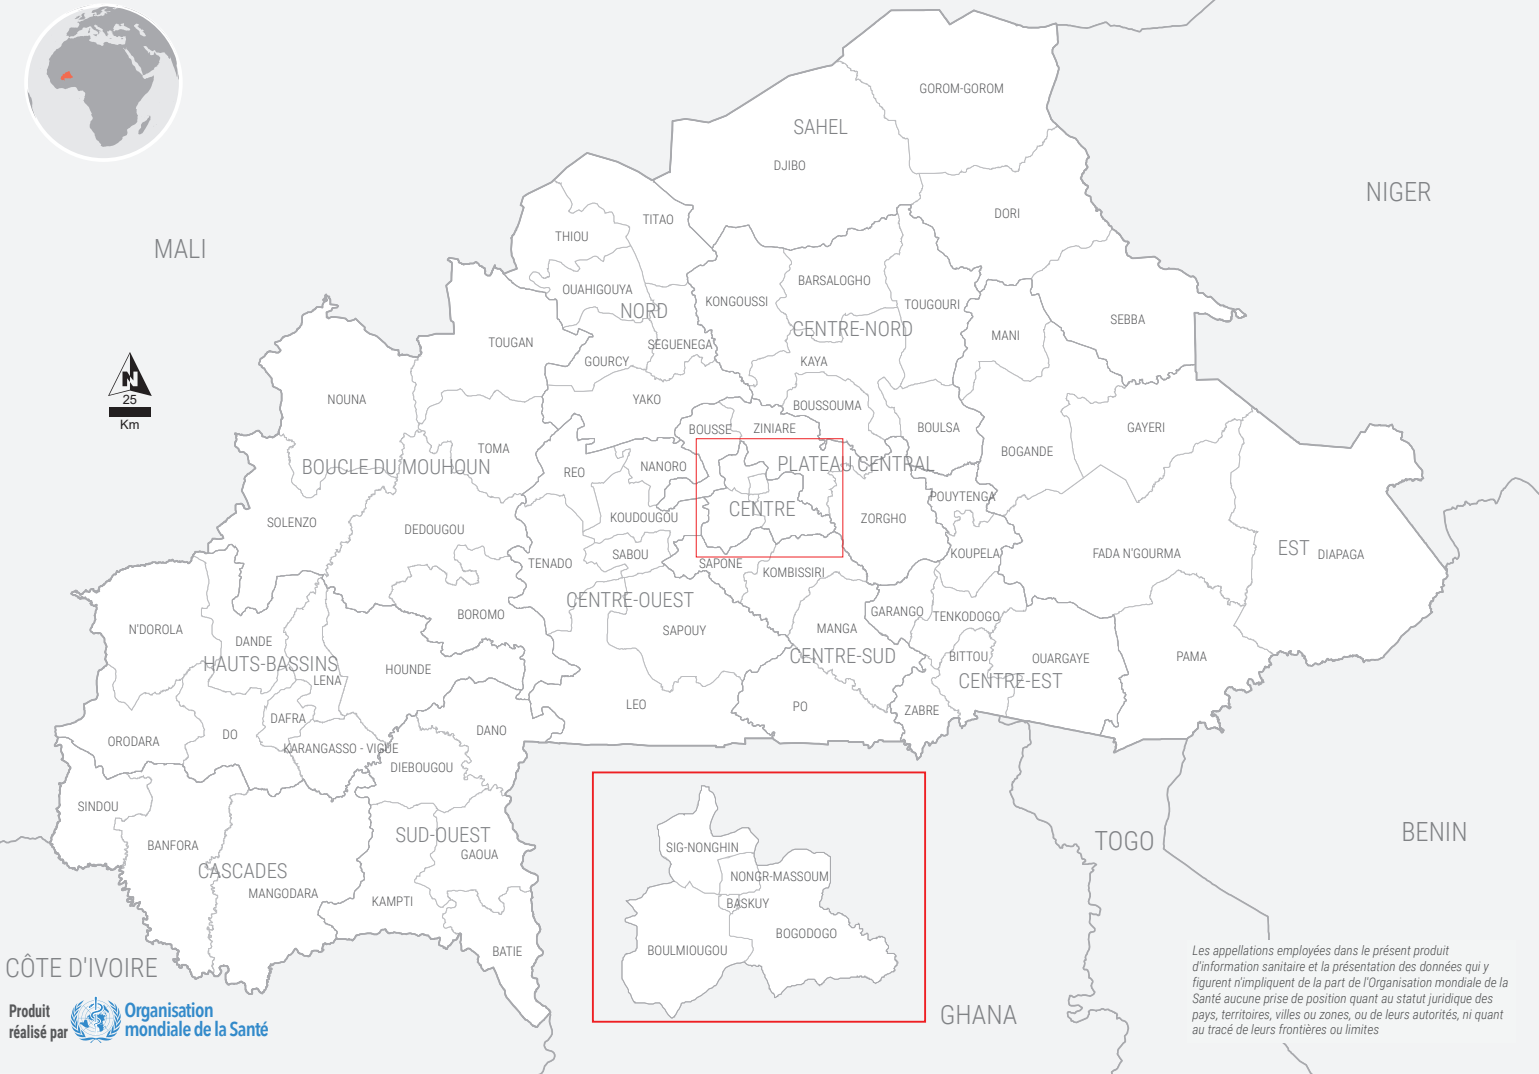 GOROM-GOROM
SAHEL
DJIBO
NIGER
DORI
TITAO
THIOU
MALI
BARSALOGHO
OUAHIGOUYA
KONGOUSSI
TOUGOURI
NORD
SEBBA
CENTRE-NORD
MANI
TOUGAN
SEGUENEGA
GOURCY
KAYA
N
25
Km
NOUNA
YAKO
BOUSSOUMA
BOUSSE
ZINIARE
BOULSA
GAYERI
TOMA
BOGANDE
BOUCLE DU MOUHOUN
REO
NANORO
PLATEAU CENTRAL
POUYTENGA
CENTRE
SOLENZO
DEDOUGOU
KOUDOUGOU
ZORGHO
SABOU
KOUPELA
FADA N'GOURMA
EST
DIAPAGA
TENADO
SAPONE
KOMBISSIRI
CENTRE-OUEST
BOROMO
GARANGO
TENKODOGO
N'DOROLA
DANDE
SAPOUY
MANGA
HAUTS-BASSINS
HOUNDE
CENTRE-SUD
BITTOU
OUARGAYE
PAMA
LENA
CENTRE-EST
LEO
PO
ZABRE
DAFRA
DO
DANO
ORODARA
KARANGASSO - VIGUE
DIEBOUGOU
SINDOU
SUD-OUEST
BANFORA
GAOUA
TOGO
BENIN
CASCADES
MANGODARA
KAMPTI
SIG-NONGHIN
NONGR-MASSOUM
BASKUY
BOGODOGO
BOULMIOUGOU
BATIE
CÔTE D'IVOIRE
GHANA
Produit
réalisé par
Organisation
mondiale de la Santé
Les appellations employées dans le présent produit
d'information sanitaire et la présentation des données qui y
figurent n'impliquent de la part de l'Organisation mondiale de la
Santé aucune prise de position quant au statut juridique des
pays, territoires, villes ou zones, ou de leurs autorités, ni quant
au tracé de leurs frontières ou limites